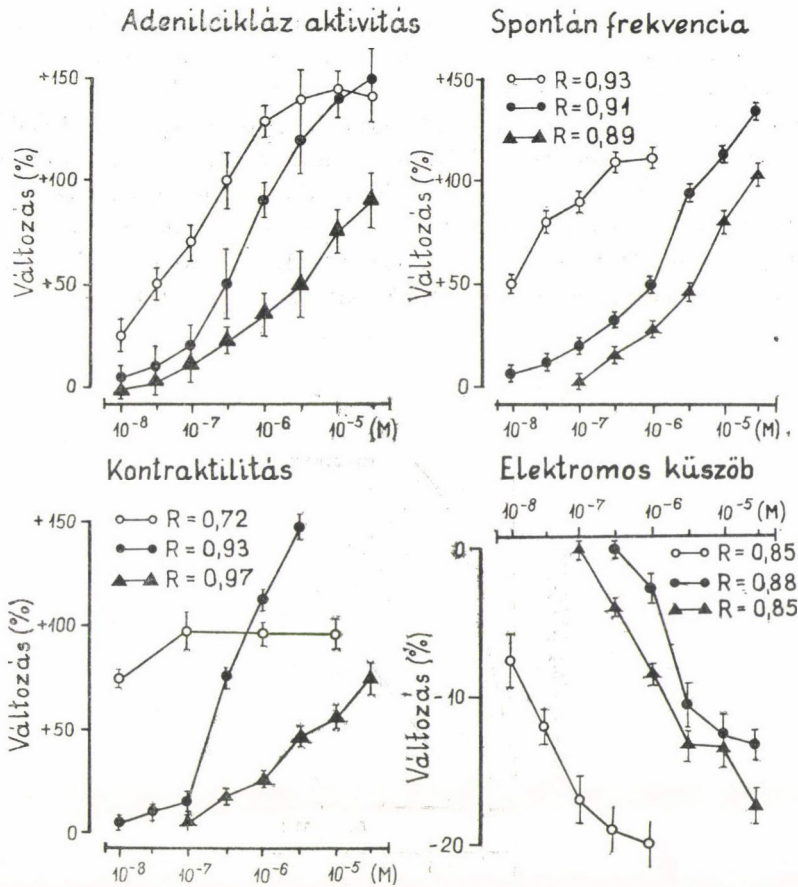 Adenilcikláz aktivitás
Változás (%)
+150
+100
+50
0
10⁻⁸ 10⁻⁷ 10⁻⁶ 10⁻⁵ (M)
Spontán frekvencia
R = 0,93
R = 0,91
R = 0,89
Változás (%)
+150
+100
+50
0
10⁻⁸ 10⁻⁷ 10⁻⁶ 10⁻⁵ (M)
Kontraktilitás
R = 0,72
R = 0,93
R = 0,97
Változás (%)
+150
+100
+50
0
10⁻⁸ 10⁻⁷ 10⁻⁶ 10⁻⁵ (M)
Elektromos küszöb
10⁻⁸ 10⁻⁷ 10⁻⁶ 10⁻⁵ (M)
R = 0,85
R = 0,88
R = 0,85
Változás (%)
0
-10
-20